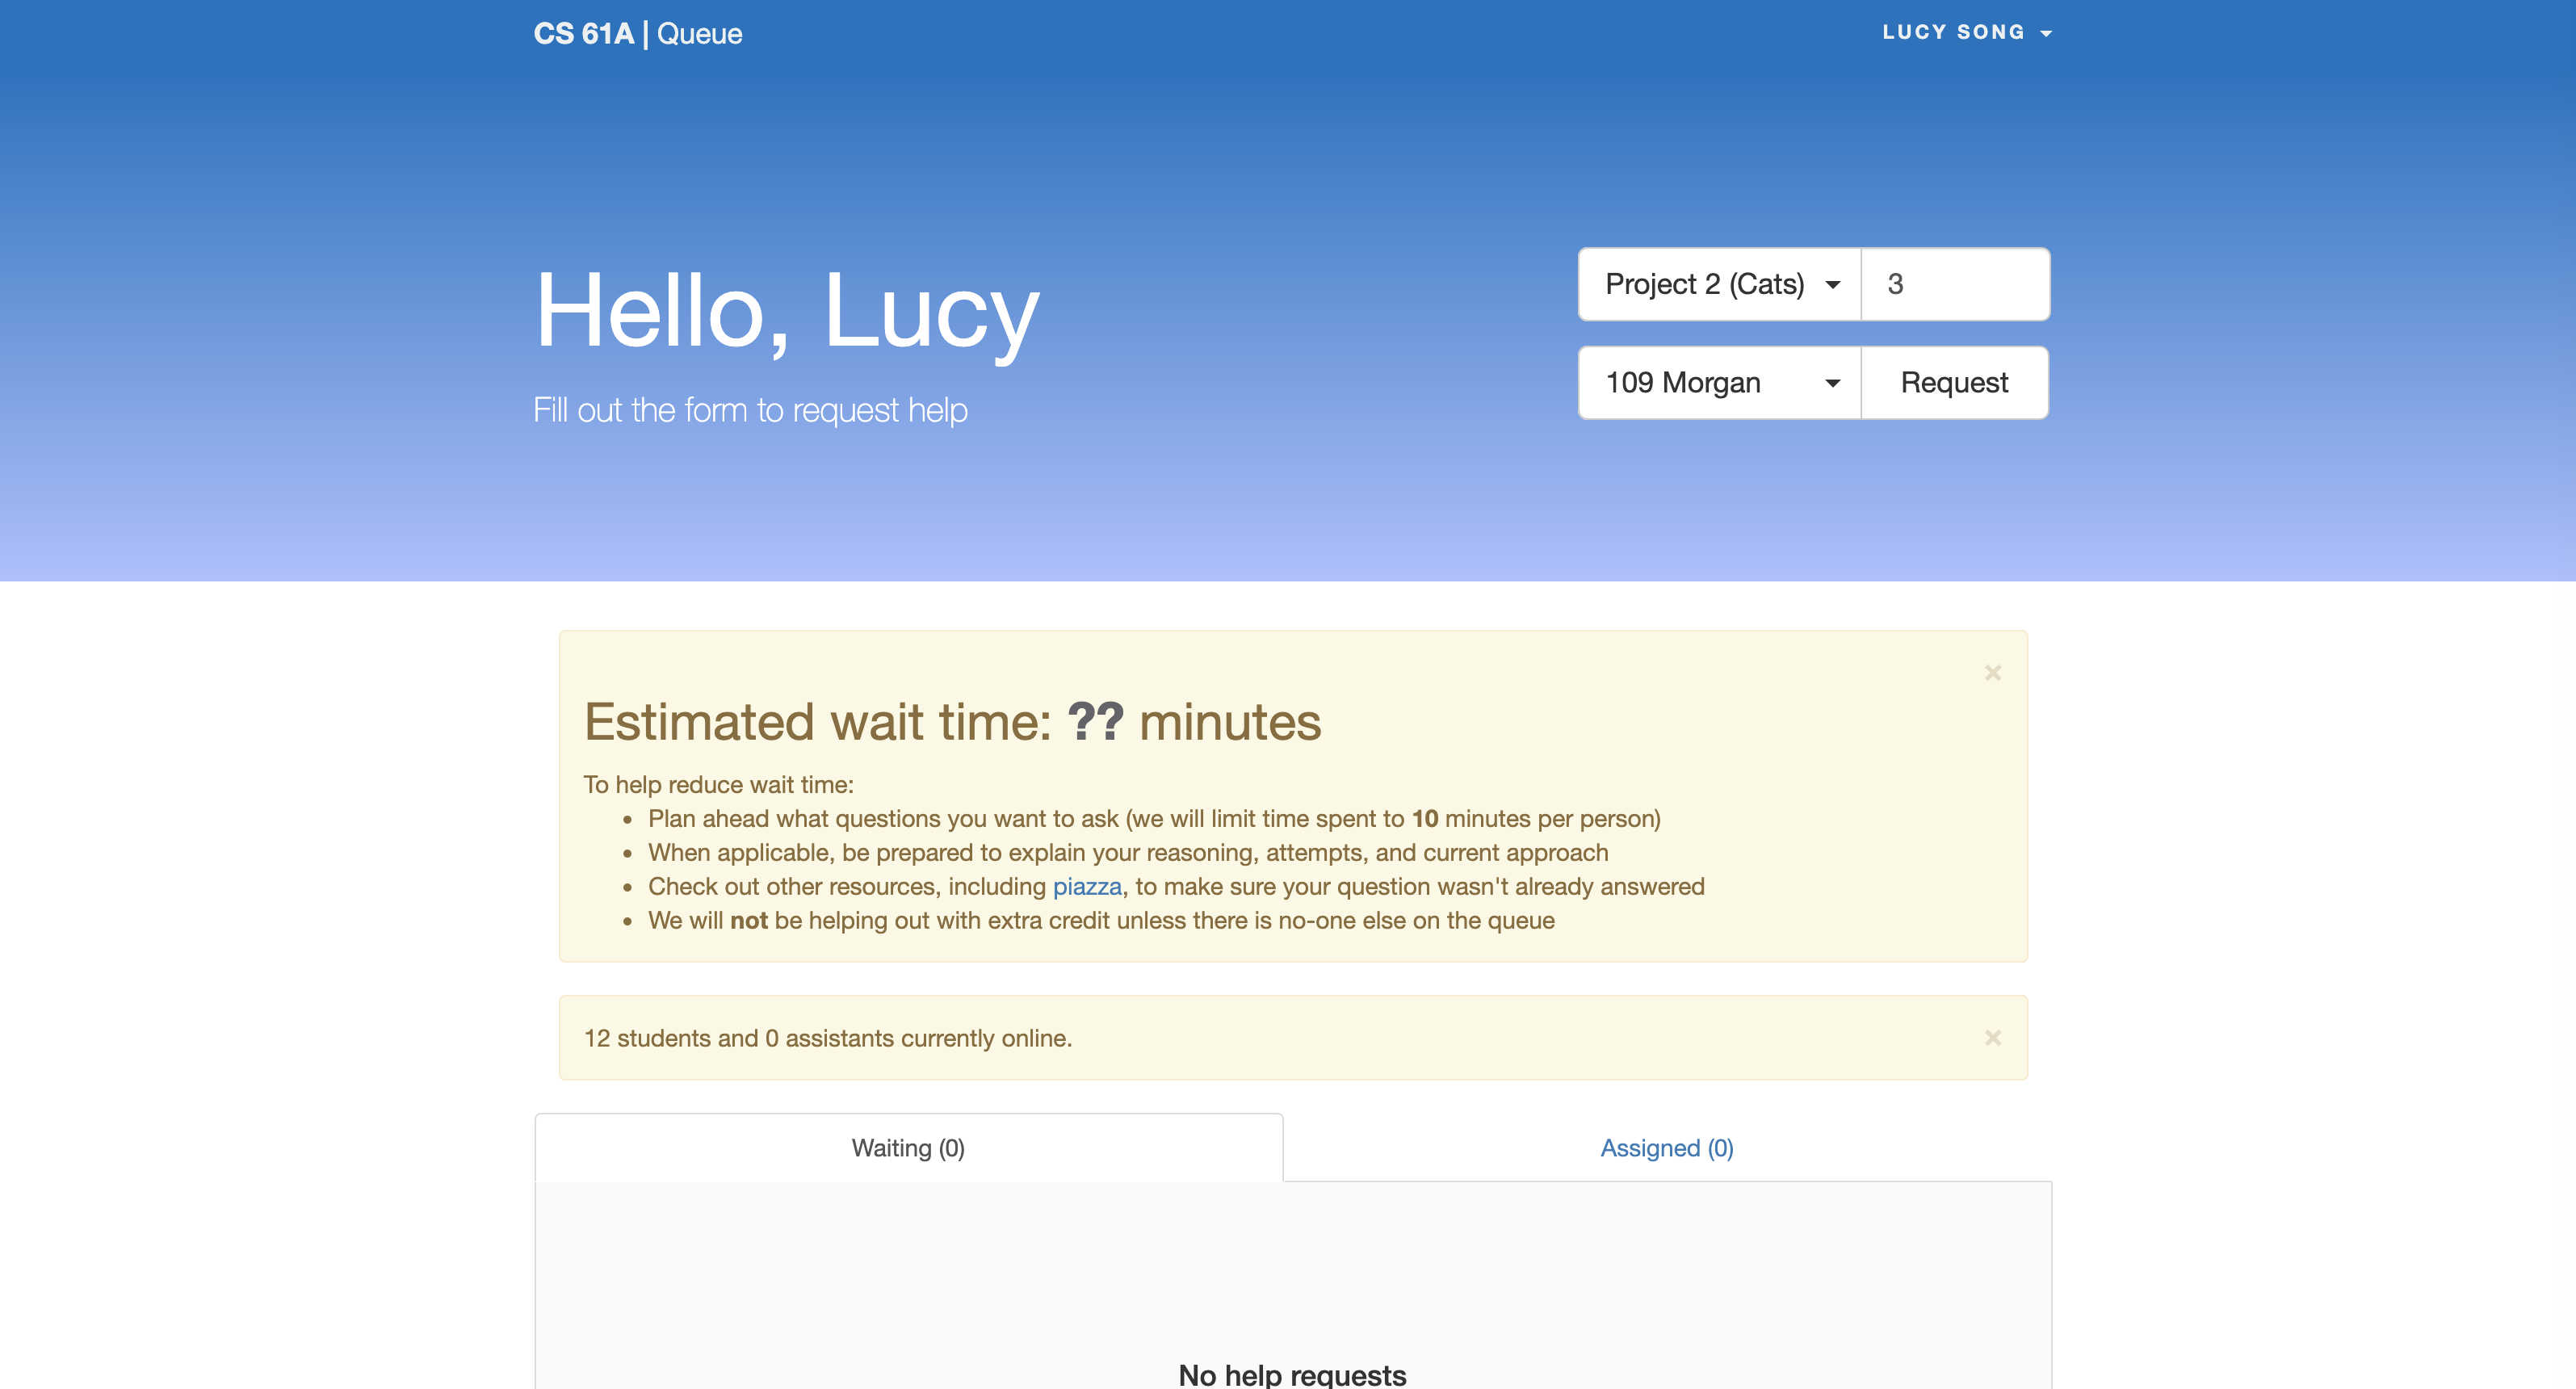 CS 61A | Queue
LUCY SONG
Hello, Lucy
Fill out the form to request help
Project 2 (Cats)
3
109 Morgan
Request
×
Estimated wait time: ?? minutes
To help reduce wait time:
• Plan ahead what questions you want to ask (we will limit time spent to 10 minutes per person)
• When applicable, be prepared to explain your reasoning, attempts, and current approach
• Check out other resources, including piazza, to make sure your question wasn't already answered
• We will not be helping out with extra credit unless there is no-one else on the queue
12 students and 0 assistants currently online.
×
Waiting (0)
Assigned (0)
No help requests